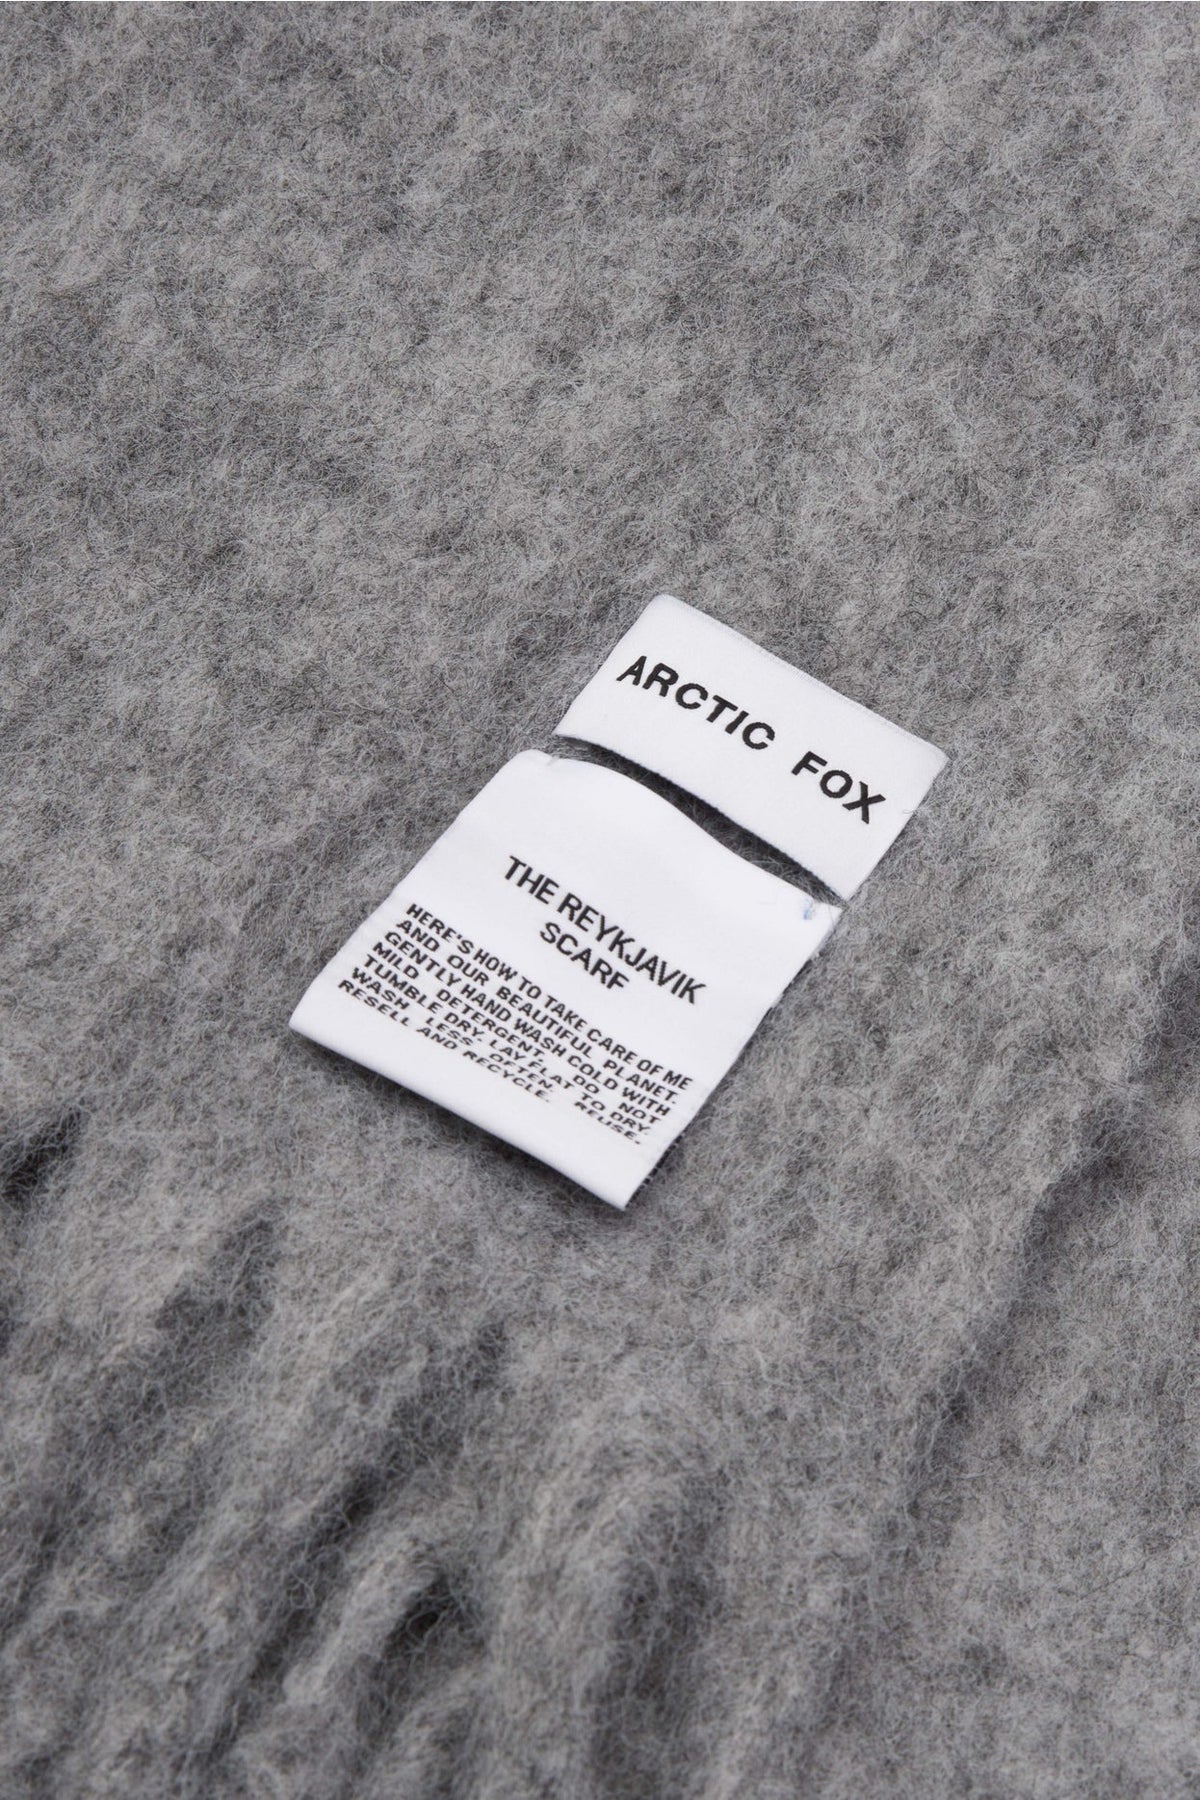 ARCTIC FOX
THE REYKJAVIK
SCARF
HERE'S HOW TO TAKE CARE OF ME
AND OUR BEAUTIFUL PLANET.
GENTLY HAND WASH COLD WITH
MILD DETERGENT. DO NOT
TUMBLE DRY. LAY FLAT TO DRY.
WASH LESS OFTEN. REUSE,
RESELL AND RECYCLE.